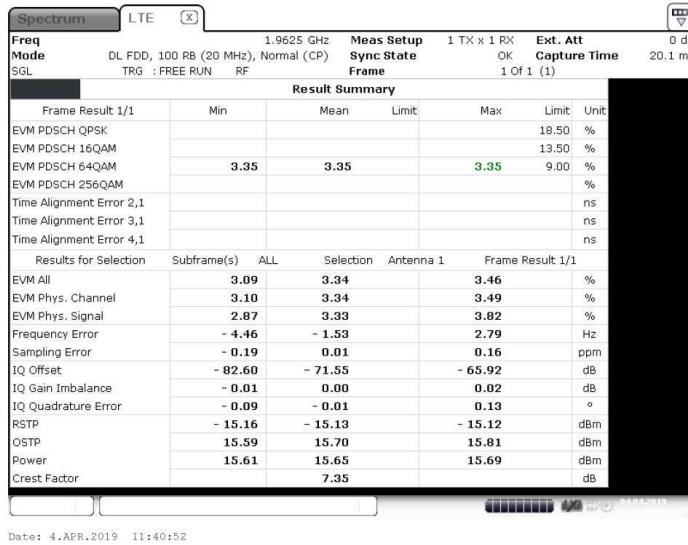 Spectrum LTE X
Freq 1.9625 GHz Meas Setup 1 TX x 1 RX Ext. Att 0 d
Mode DL FDD, 100 RB (20 MHz), Normal (CP) Sync State OK Capture Time 20.1 m
SGL TRG : FREE RUN RF Frame 1 Of 1 (1)
Result Summary
Frame Result 1/1 Min Mean Limit Max Limit Unit
EVM PDSCH QPSK 18.50 %
EVM PDSCH 16QAM 13.50 %
EVM PDSCH 64QAM 3.35 3.35 3.35 9.00 %
EVM PDSCH 256QAM %
Time Alignment Error 2,1 ns
Time Alignment Error 3,1 ns
Time Alignment Error 4,1 ns
Results for Selection Subframe(s) ALL Selection Antenna 1 Frame Result 1/1
EVM All 3.09 3.34 3.46 %
EVM Phys. Channel 3.10 3.34 3.49 %
EVM Phys. Signal 2.87 3.33 3.82 %
Frequency Error - 4.46 - 1.53 2.79 Hz
Sampling Error - 0.19 0.01 0.16 ppm
IQ Offset - 82.60 - 71.55 - 65.92 dB
IQ Gain Imbalance - 0.01 0.00 0.02 dB
IQ Quadrature Error - 0.09 - 0.01 0.13 °
RSTP - 15.16 - 15.13 - 15.12 dBm
OSTP 15.59 15.70 15.81 dBm
Power 15.61 15.65 15.69 dBm
Crest Factor 7.35 dB
04.04.2019
Date: 4.APR.2019 11:40:52